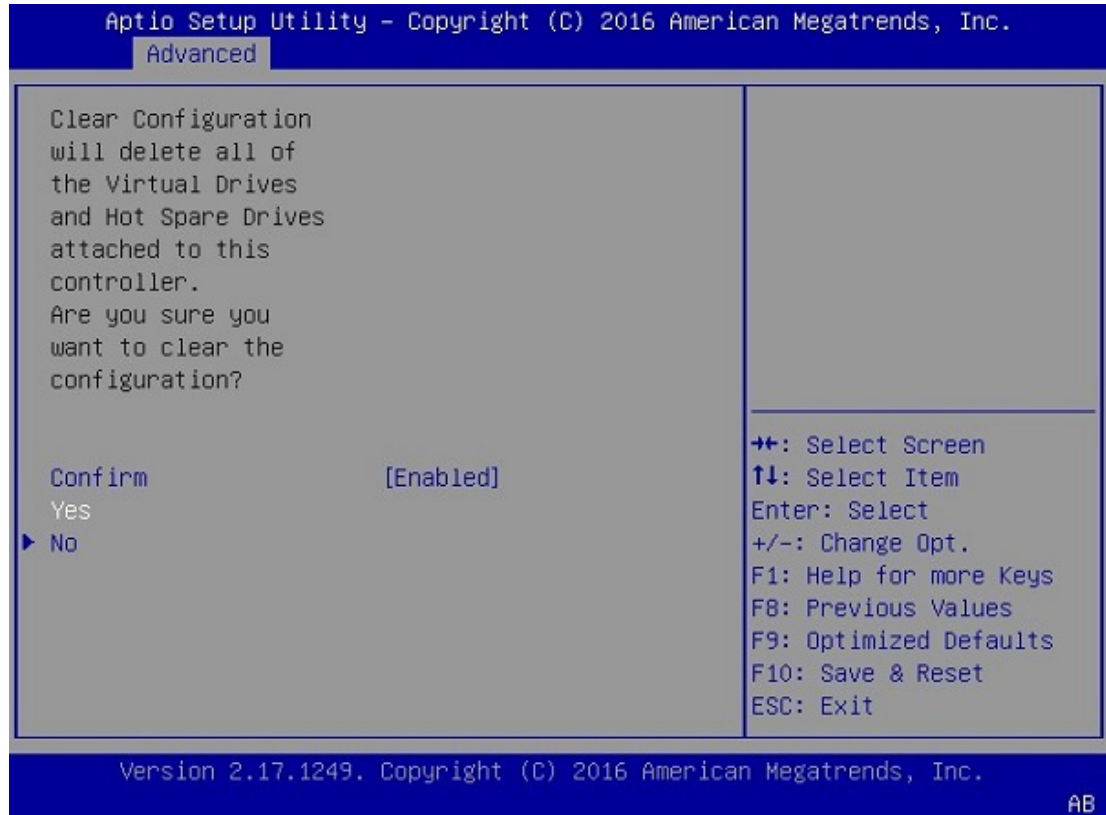 Aptio Setup Utility – Copyright (C) 2016 American Megatrends, Inc.
Advanced
Clear Configuration
will delete all of
the Virtual Drives
and Hot Spare Drives
attached to this
controller.
Are you sure you
want to clear the
configuration?
Confirm [Enabled]
Yes
► No
→←: Select Screen
↑↓: Select Item
Enter: Select
+/-: Change Opt.
F1: Help for more Keys
F8: Previous Values
F9: Optimized Defaults
F10: Save & Reset
ESC: Exit
Version 2.17.1249. Copyright (C) 2016 American Megatrends, Inc.
AB